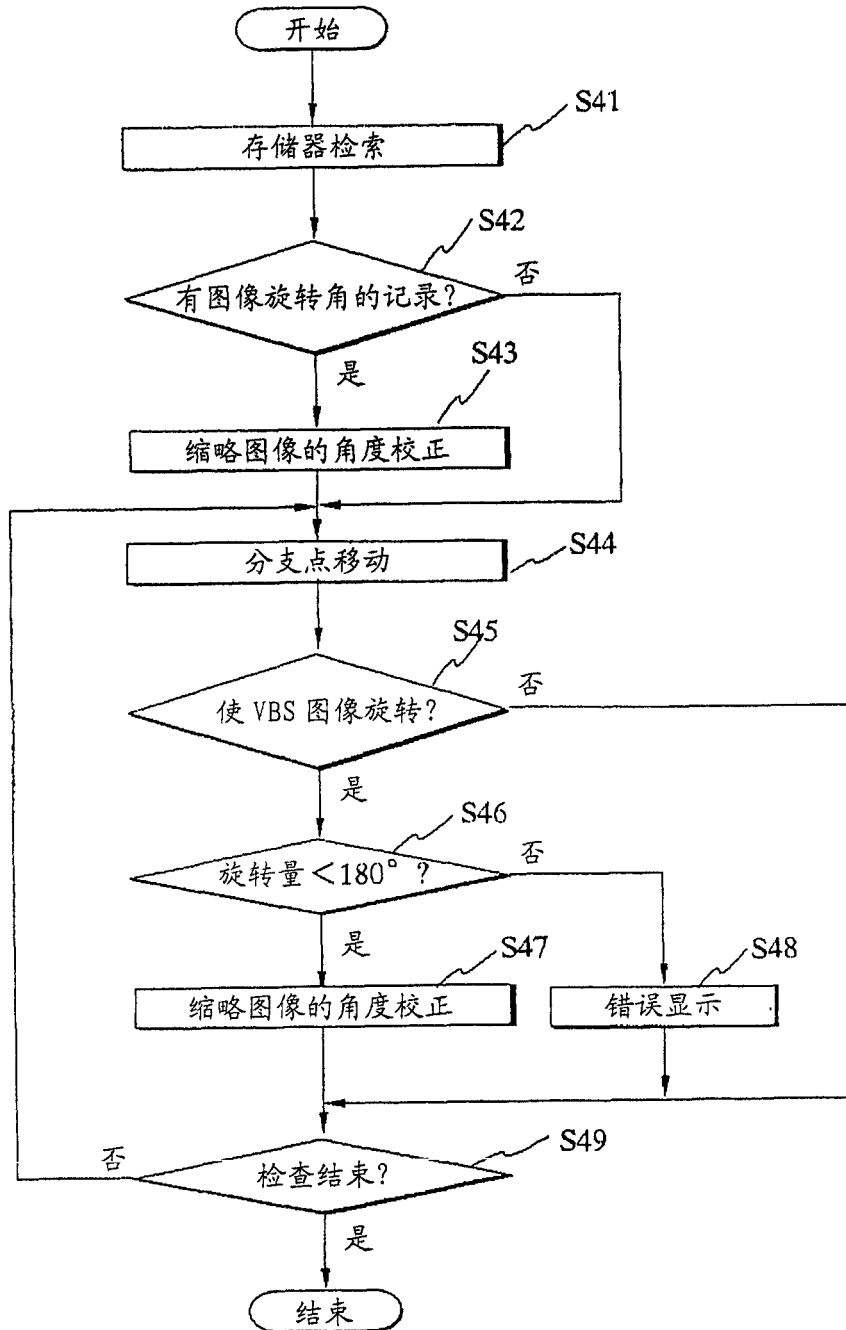 开始
S41
存储器检索
S42
有图像旋转角的记录?
否
是
S43
缩略图像的角度校正
分支点移动
S44
S45
使 VBS 图像旋转?
否
是
S46
旋转量<180°?
否
是
S47
缩略图像的角度校正
S48
错误显示
S49
检查结束?
否
是
结束